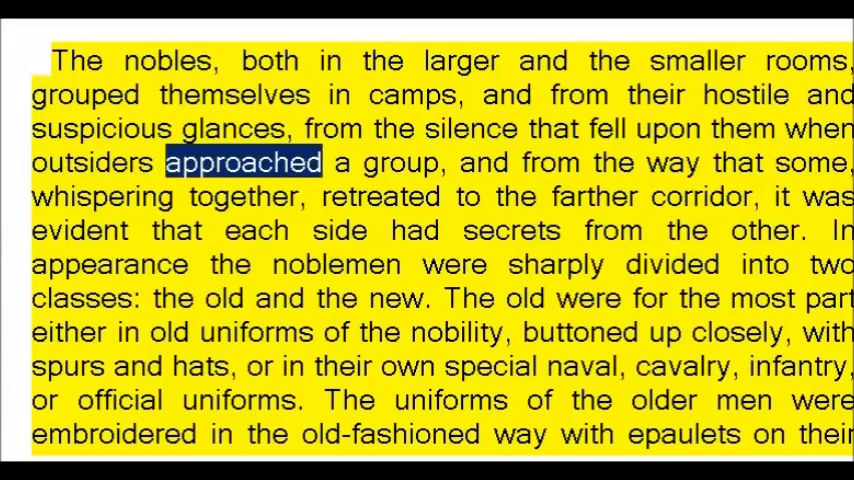 The nobles, both in the larger and the smaller rooms,
grouped themselves in camps, and from their hostile and
suspicious glances, from the silence that fell upon them when
outsiders approached a group, and from the way that some,
whispering together, retreated to the farther corridor, it was
evident that each side had secrets from the other. In
appearance the noblemen were sharply divided into two
classes: the old and the new. The old were for the most part
either in old uniforms of the nobility, buttoned up closely, with
spurs and hats, or in their own special naval, cavalry, infantry,
or official uniforms. The uniforms of the older men were
embroidered in the old-fashioned way with epaulets on their